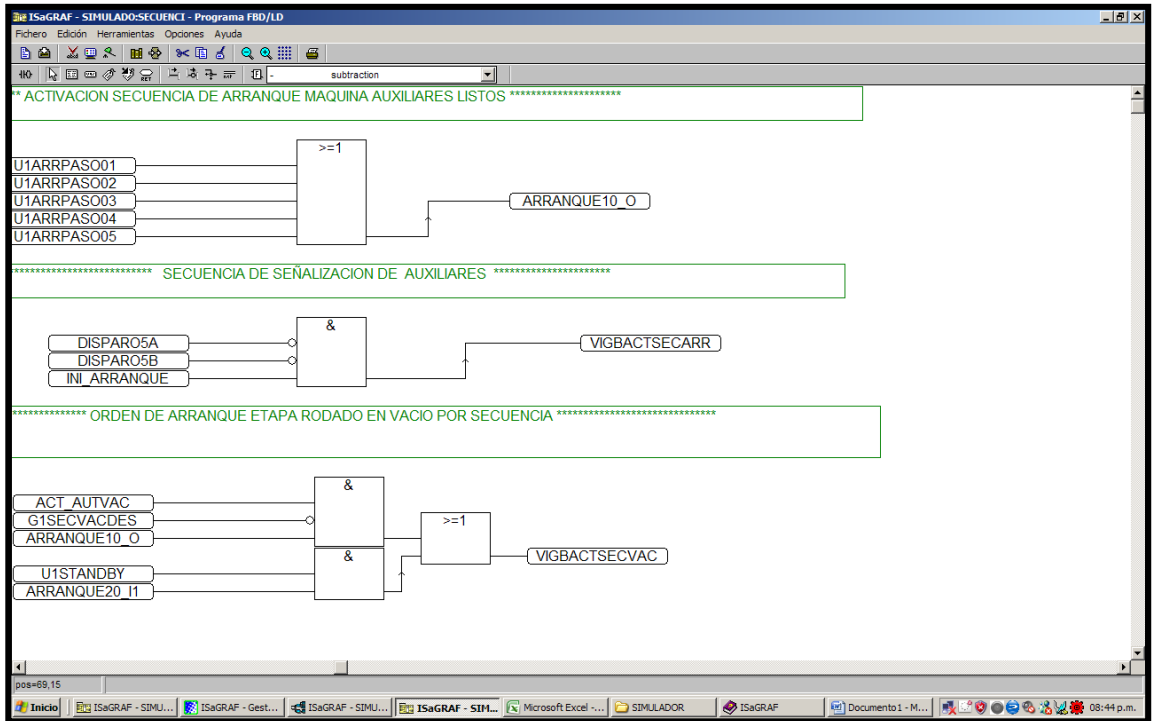 ISaGRAF - SIMULADO:SECUENCI - Programa FBD/LD
Fichero Edición Herramientas Opciones Ayuda
RET
- subtraction
** ACTIVACION SECUENCIA DE ARRANQUE MAQUINA AUXILIARES LISTOS *********************
>=1
U1ARRPASO01
U1ARRPASO02
U1ARRPASO03
U1ARRPASO04
U1ARRPASO05
ARRANQUE10_O
*************************** SECUENCIA DE SEÑALIZACION DE AUXILIARES **********************
&
DISPARO5A
DISPARO5B
INI_ARRANQUE
VIGBACTSECARR
************** ORDEN DE ARRANQUE ETAPA RODADO EN VACIO POR SECUENCIA ******************************
&
ACT_AUTVAC
G1SECVACDES
ARRANQUE10_O
>=1
&
U1STANDBY
ARRANQUE20_I1
VIGBACTSECVAC
pos=69,15
Inicio
ISaGRAF - SIMU...
ISaGRAF - Gest...
ISaGRAF - SIMU...
ISaGRAF - SIM...
Microsoft Excel -...
SIMULADOR
ISaGRAF
Documento1 - M...
08:44 p.m.